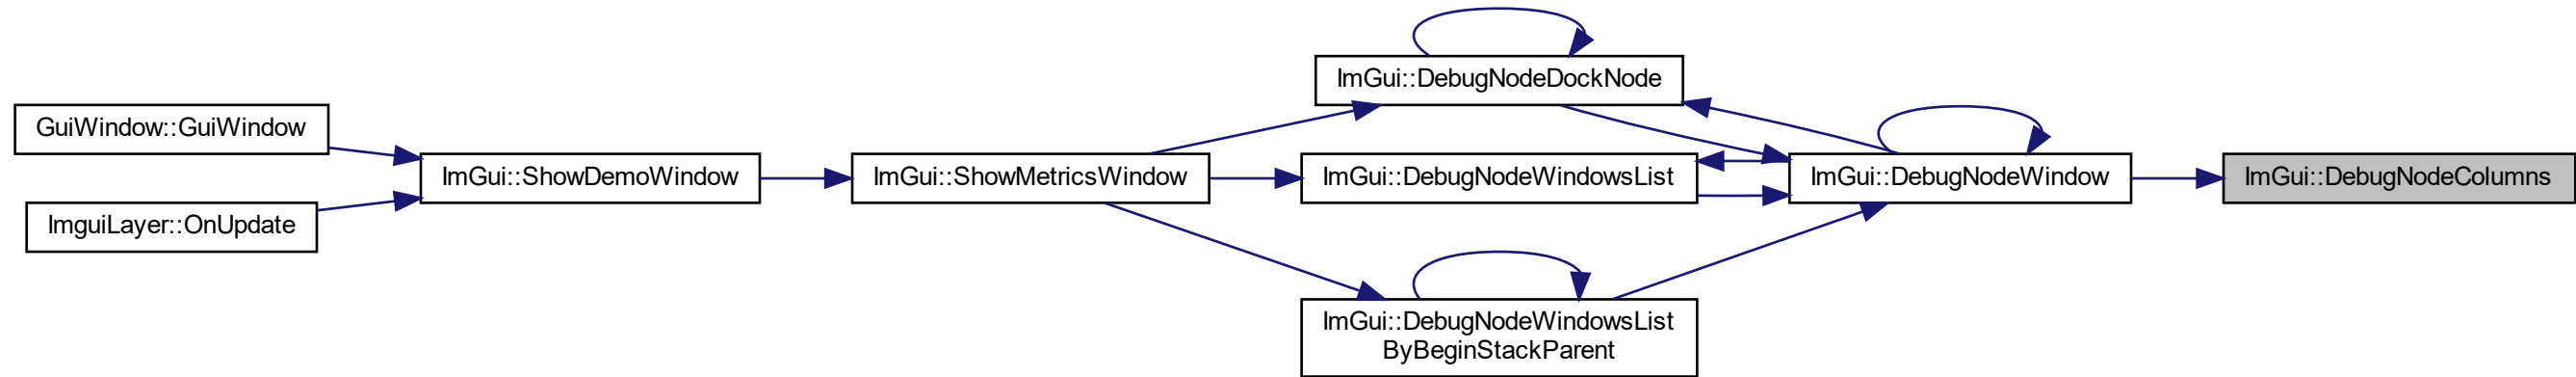 ImGui::DebugNodeDockNode
GuiWindow::GuiWindow
ImGui::ShowDemoWindow
ImGui::ShowMetricsWindow
ImGui::DebugNodeWindowsList
ImGui::DebugNodeWindow
ImGui::DebugNodeColumns
ImguiLayer::OnUpdate
ImGui::DebugNodeWindowsList
ByBeginStackParent